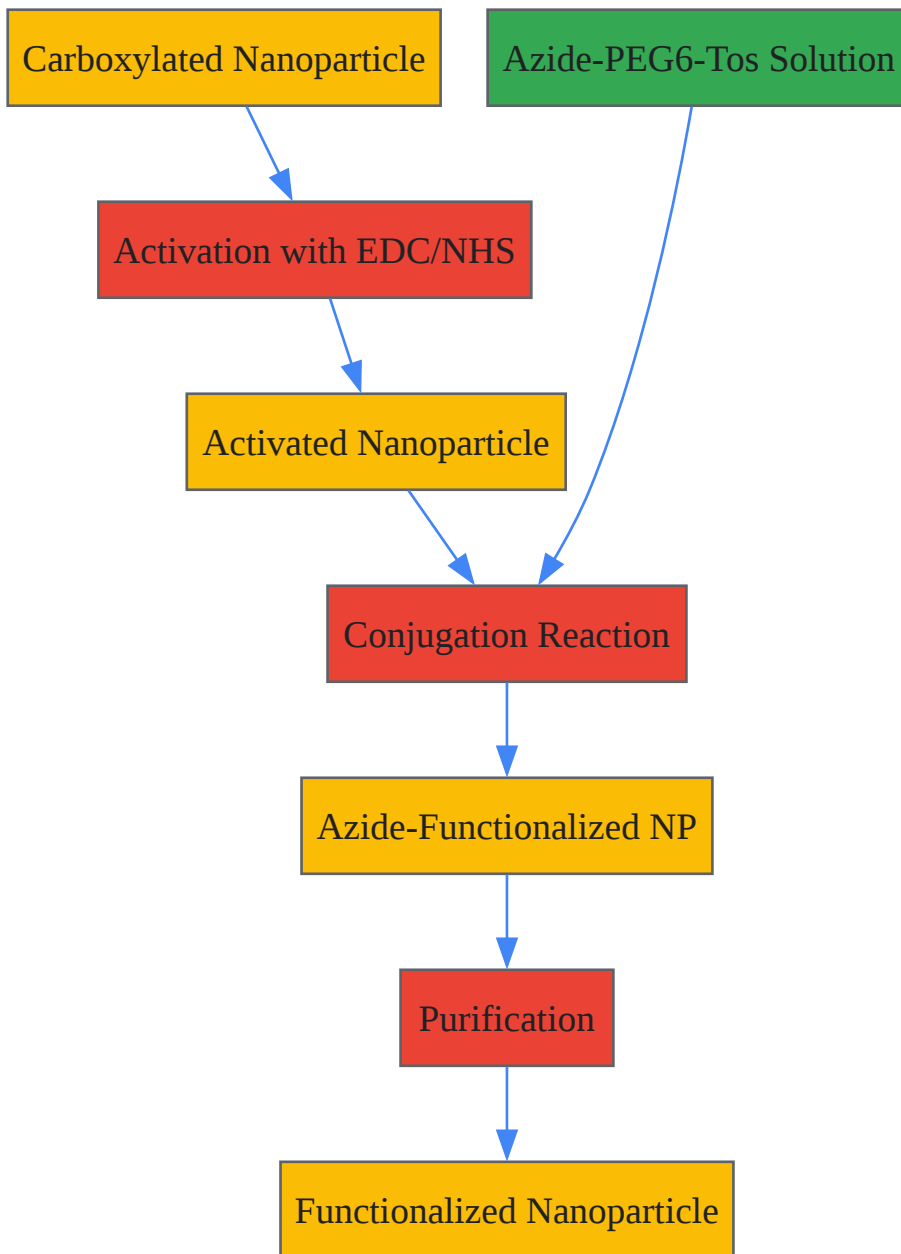 Carboxylated Nanoparticle
Azide-PEG6-Tos Solution
Activation with EDC/NHS
Activated Nanoparticle
Conjugation Reaction
Azide-Functionalized NP
Purification
Functionalized Nanoparticle